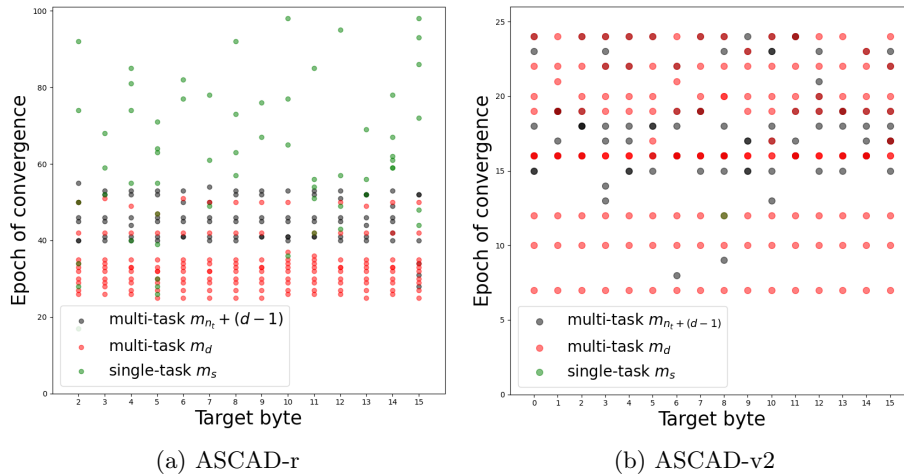 100
80
60
40
20
0
Epoch of convergence
multi-task m_{n_t} + (d − 1)
multi-task m_d
single-task m_s
2 3 4 5 6 7 8 9 10 11 12 13 14 15
Target byte
(a) ASCAD-r
25
20
15
10
5
0
Epoch of convergence
multi-task m_{n_t + (d − 1)}
multi-task m_d
single-task m_s
0 1 2 3 4 5 6 7 8 9 10 11 12 13 14 15
Target byte
(b) ASCAD-v2